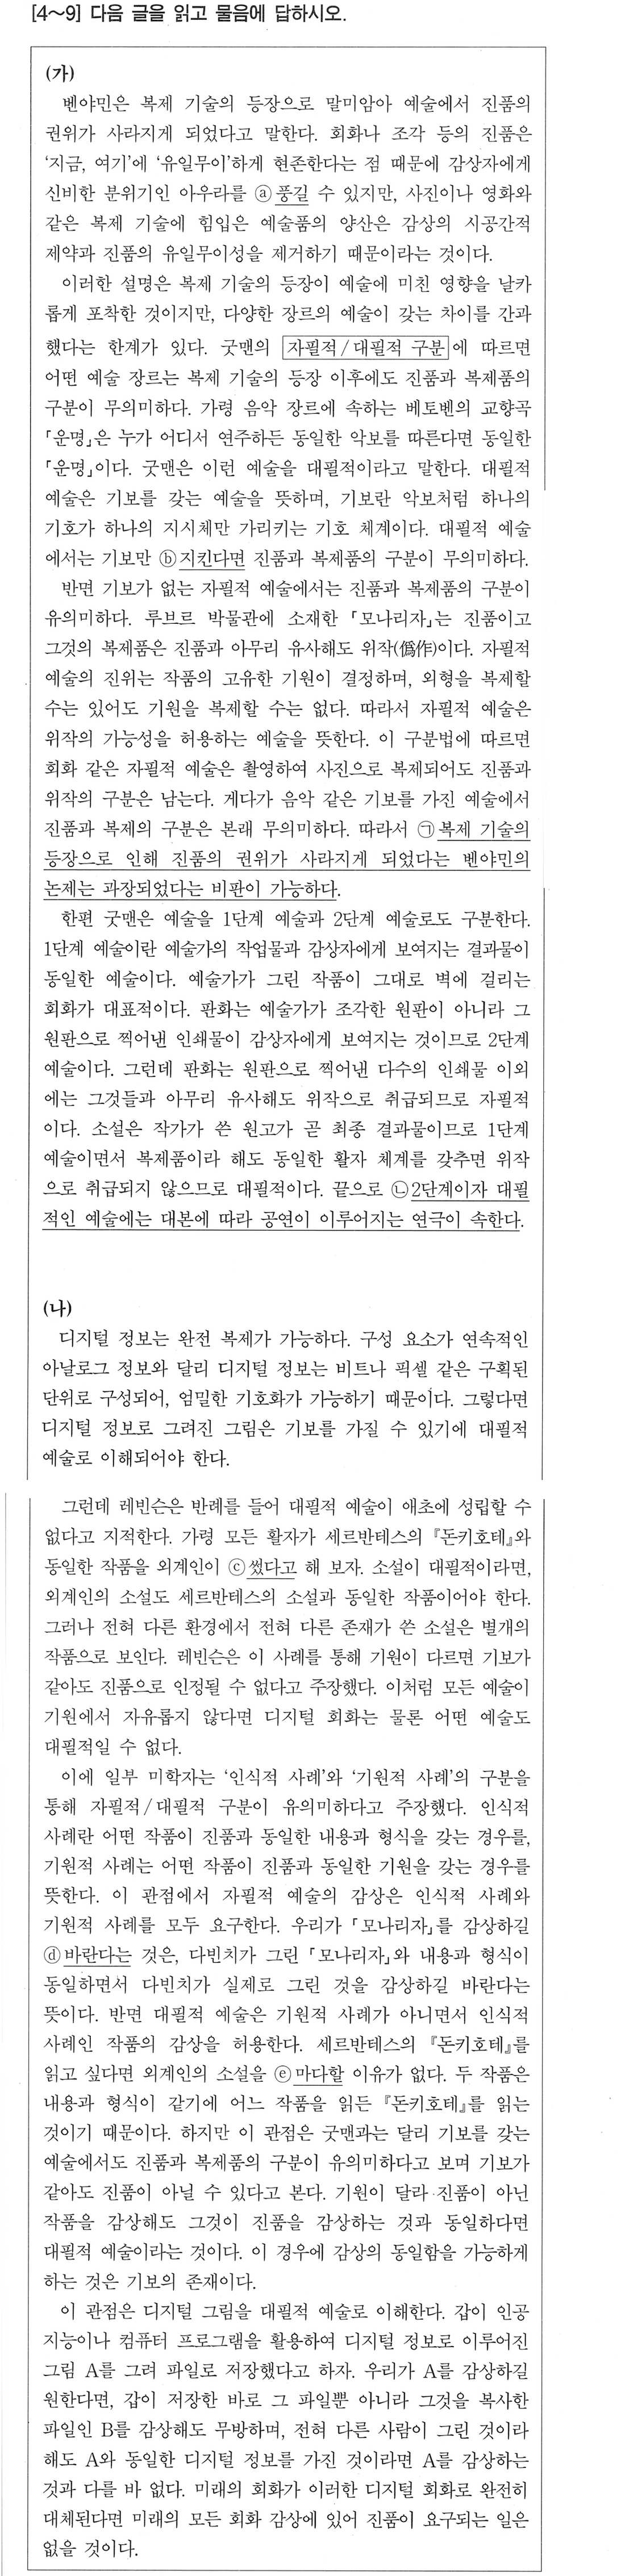 [4～9] 다음 글을 읽고 물음에 답하시오.
(가)
벤야민은 복제 기술의 등장으로 말미암아 예술에서 진품의
권위가 사라지게 되었다고 말한다. 회화나 조각 등의 진품은
‘지금, 여기’에 ‘유일무이’하게 현존한다는 점 때문에 감상자에게
신비한 분위기인 아우라를 ⓐ풍길 수 있지만, 사진이나 영화와
같은 복제 기술에 힘입은 예술품의 양산은 감상의 시공간적
제약과 진품의 유일무이성을 제거하기 때문이라는 것이다.
이러한 설명은 복제 기술의 등장이 예술에 미친 영향을 날카
롭게 포착한 것이지만, 다양한 장르의 예술이 갖는 차이를 간과
했다는 한계가 있다. 굿맨의 자필적/대필적 구분에 따르면
어떤 예술 장르는 복제 기술의 등장 이후에도 진품과 복제품의
구분이 무의미하다. 가령 음악 장르에 속하는 베토벤의 교향곡
「운명」은 누가 어디서 연주하든 동일한 악보를 따른다면 동일한
「운명」이다. 굿맨은 이런 예술을 대필적이라고 말한다. 대필적
예술은 기보를 갖는 예술을 뜻하며, 기보란 악보처럼 하나의
기호가 하나의 지시체만 가리키는 기호 체계이다. 대필적 예술
에서는 기보만 ⓑ지킨다면 진품과 복제품의 구분이 무의미하다.
반면 기보가 없는 자필적 예술에서는 진품과 복제품의 구분이
유의미하다. 루브르 박물관에 소재한 「모나리자」는 진품이고
그것의 복제품은 진품과 아무리 유사해도 위작(僞作)이다. 자필적
예술의 진위는 작품의 고유한 기원이 결정하며, 외형을 복제할
수는 있어도 기원을 복제할 수는 없다. 따라서 자필적 예술은
위작의 가능성을 허용하는 예술을 뜻한다. 이 구분법에 따르면
회화 같은 자필적 예술은 촬영하여 사진으로 복제되어도 진품과
위작의 구분은 남는다. 게다가 음악 같은 기보를 가진 예술에서
진품과 복제의 구분은 본래 무의미하다. 따라서 ㉠복제 기술의
등장으로 인해 진품의 권위가 사라지게 되었다는 벤야민의
논제는 과장되었다는 비판이 가능하다.
한편 굿맨은 예술을 1단계 예술과 2단계 예술로도 구분한다.
1단계 예술이란 예술가의 작업물과 감상자에게 보여지는 결과물이
동일한 예술이다. 예술가가 그린 작품이 그대로 벽에 걸리는
회화가 대표적이다. 판화는 예술가가 조각한 원판이 아니라 그
원판으로 찍어낸 인쇄물이 감상자에게 보여지는 것이므로 2단계
예술이다. 그런데 판화는 원판으로 찍어낸 다수의 인쇄물 이외
에는 그것들과 아무리 유사해도 위작으로 취급되므로 자필적
이다. 소설은 작가가 쓴 원고가 곧 최종 결과물이므로 1단계
예술이면서 복제품이라 해도 동일한 활자 체계를 갖추면 위작
으로 취급되지 않으므로 대필적이다. 끝으로 ㉡2단계이자 대필
적인 예술에는 대본에 따라 공연이 이루어지는 연극이 속한다.
(나)
디지털 정보는 완전 복제가 가능하다. 구성 요소가 연속적인
아날로그 정보와 달리 디지털 정보는 비트나 픽셀 같은 구획된
단위로 구성되어, 엄밀한 기호화가 가능하기 때문이다. 그렇다면
디지털 정보로 그려진 그림은 기보를 가질 수 있기에 대필적
예술로 이해되어야 한다.
그런데 레빈슨은 반례를 들어 대필적 예술이 애초에 성립할 수
없다고 지적한다. 가령 모든 활자가 세르반테스의 『돈키호테』와
동일한 작품을 외계인이 ⓒ썼다고 해 보자. 소설이 대필적이라면,
외계인의 소설도 세르반테스의 소설과 동일한 작품이어야 한다.
그러나 전혀 다른 환경에서 전혀 다른 존재가 쓴 소설은 별개의
작품으로 보인다. 레빈슨은 이 사례를 통해 기원이 다르면 기보가
같아도 진품으로 인정될 수 없다고 주장했다. 이처럼 모든 예술이
기원에서 자유롭지 않다면 디지털 회화는 물론 어떤 예술도
대필적일 수 없다.
이에 일부 미학자는 ‘인식적 사례’와 ‘기원적 사례’의 구분을
통해 자필적/대필적 구분이 유의미하다고 주장했다. 인식적
사례란 어떤 작품이 진품과 동일한 내용과 형식을 갖는 경우를,
기원적 사례는 어떤 작품이 진품과 동일한 기원을 갖는 경우를
뜻한다. 이 관점에서 자필적 예술의 감상은 인식적 사례와
기원적 사례를 모두 요구한다. 우리가 「모나리자」를 감상하길
ⓓ바란다는 것은, 다빈치가 그린 「모나리자」와 내용과 형식이
동일하면서 다빈치가 실제로 그린 것을 감상하길 바란다는
뜻이다. 반면 대필적 예술은 기원적 사례가 아니면서 인식적
사례인 작품의 감상을 허용한다. 세르반테스의 『돈키호테』를
읽고 싶다면 외계인의 소설을 ⓔ마다할 이유가 없다. 두 작품은
내용과 형식이 같기에 어느 작품을 읽든 『돈키호테』를 읽는
것이기 때문이다. 하지만 이 관점은 굿맨과는 달리 기보를 갖는
예술에서도 진품과 복제품의 구분이 유의미하다고 보며 기보가
같아도 진품이 아닐 수 있다고 본다. 기원이 달라 진품이 아닌
작품을 감상해도 그것이 진품을 감상하는 것과 동일하다면
대필적 예술이라는 것이다. 이 경우에 감상의 동일함을 가능하게
하는 것은 기보의 존재이다.
이 관점은 디지털 그림을 대필적 예술로 이해한다. 갑이 인공
지능이나 컴퓨터 프로그램을 활용하여 디지털 정보로 이루어진
그림 A를 그려 파일로 저장했다고 하자. 우리가 A를 감상하길
원한다면, 갑이 저장한 바로 그 파일뿐 아니라 그것을 복사한
파일인 B를 감상해도 무방하며, 전혀 다른 사람이 그린 것이라
해도 A와 동일한 디지털 정보를 가진 것이라면 A를 감상하는
것과 다를 바 없다. 미래의 회화가 이러한 디지털 회화로 완전히
대체된다면 미래의 모든 회화 감상에 있어 진품이 요구되는 일은
없을 것이다.